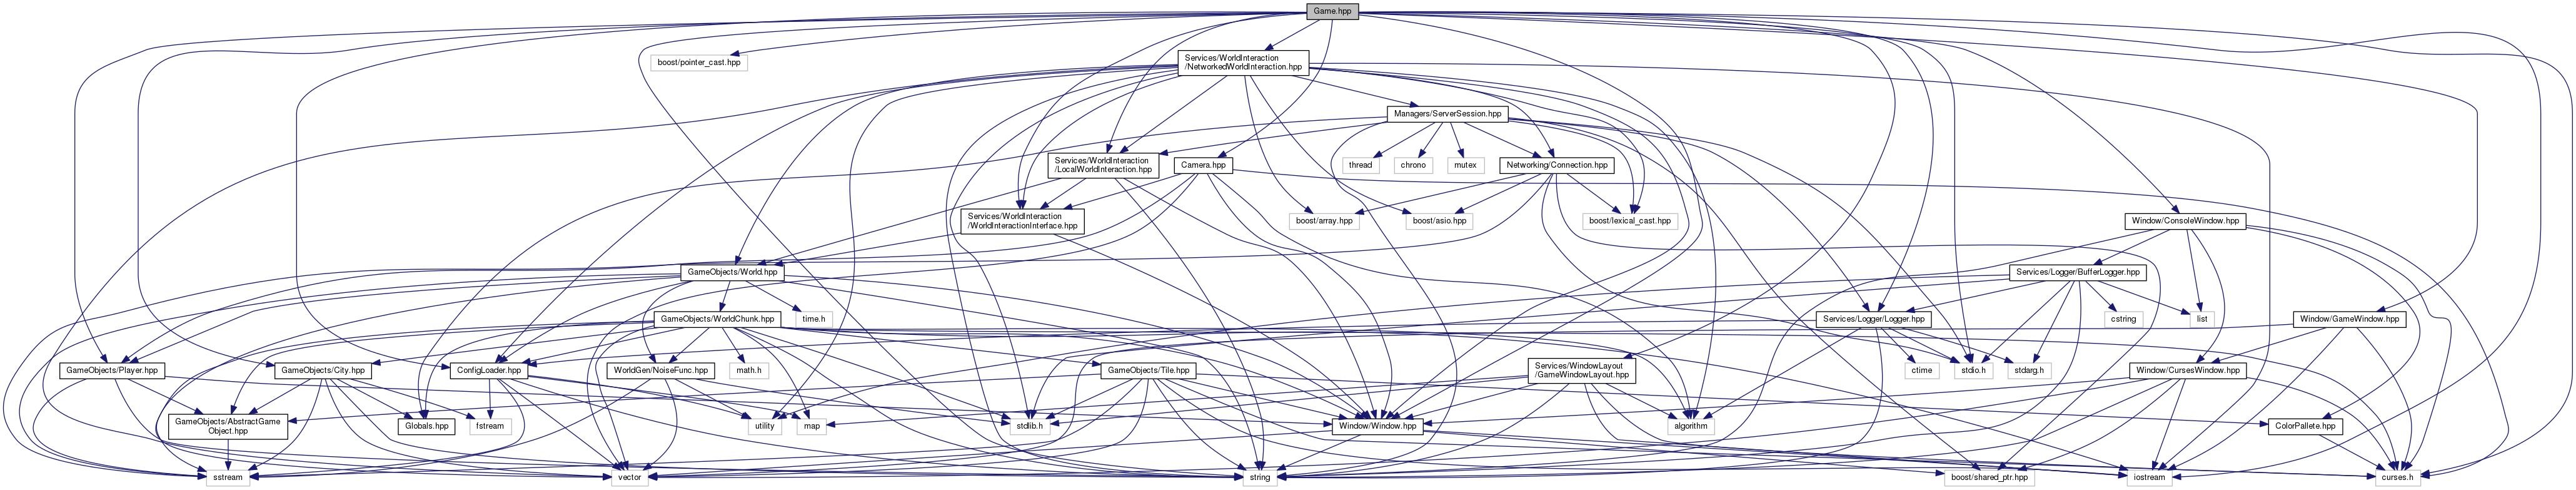 Game.hpp
boost/pointer_cast.hpp
Services/WorldInteraction
/NetworkedWorldInteraction.hpp
Managers/ServerSession.hpp
Services/WorldInteraction
/LocalWorldInteraction.hpp
Camera.hpp
thread
chrono
mutex
Networking/Connection.hpp
Services/WorldInteraction
/WorldInteractionInterface.hpp
boost/array.hpp
boost/asio.hpp
boost/lexical_cast.hpp
Window/ConsoleWindow.hpp
GameObjects/World.hpp
Services/Logger/BufferLogger.hpp
GameObjects/WorldChunk.hpp
time.h
Services/Logger/Logger.hpp
cstring
list
Window/GameWindow.hpp
GameObjects/Player.hpp
GameObjects/City.hpp
ConfigLoader.hpp
WorldGen/NoiseFunc.hpp
math.h
GameObjects/Tile.hpp
Services/WindowLayout
/GameWindowLayout.hpp
ctime
stdio.h
stdarg.h
Window/CursesWindow.hpp
GameObjects/AbstractGame
Object.hpp
Globals.hpp
fstream
utility
map
stdlib.h
Window/Window.hpp
algorithm
ColorPallete.hpp
sstream
vector
string
boost/shared_ptr.hpp
iostream
curses.h